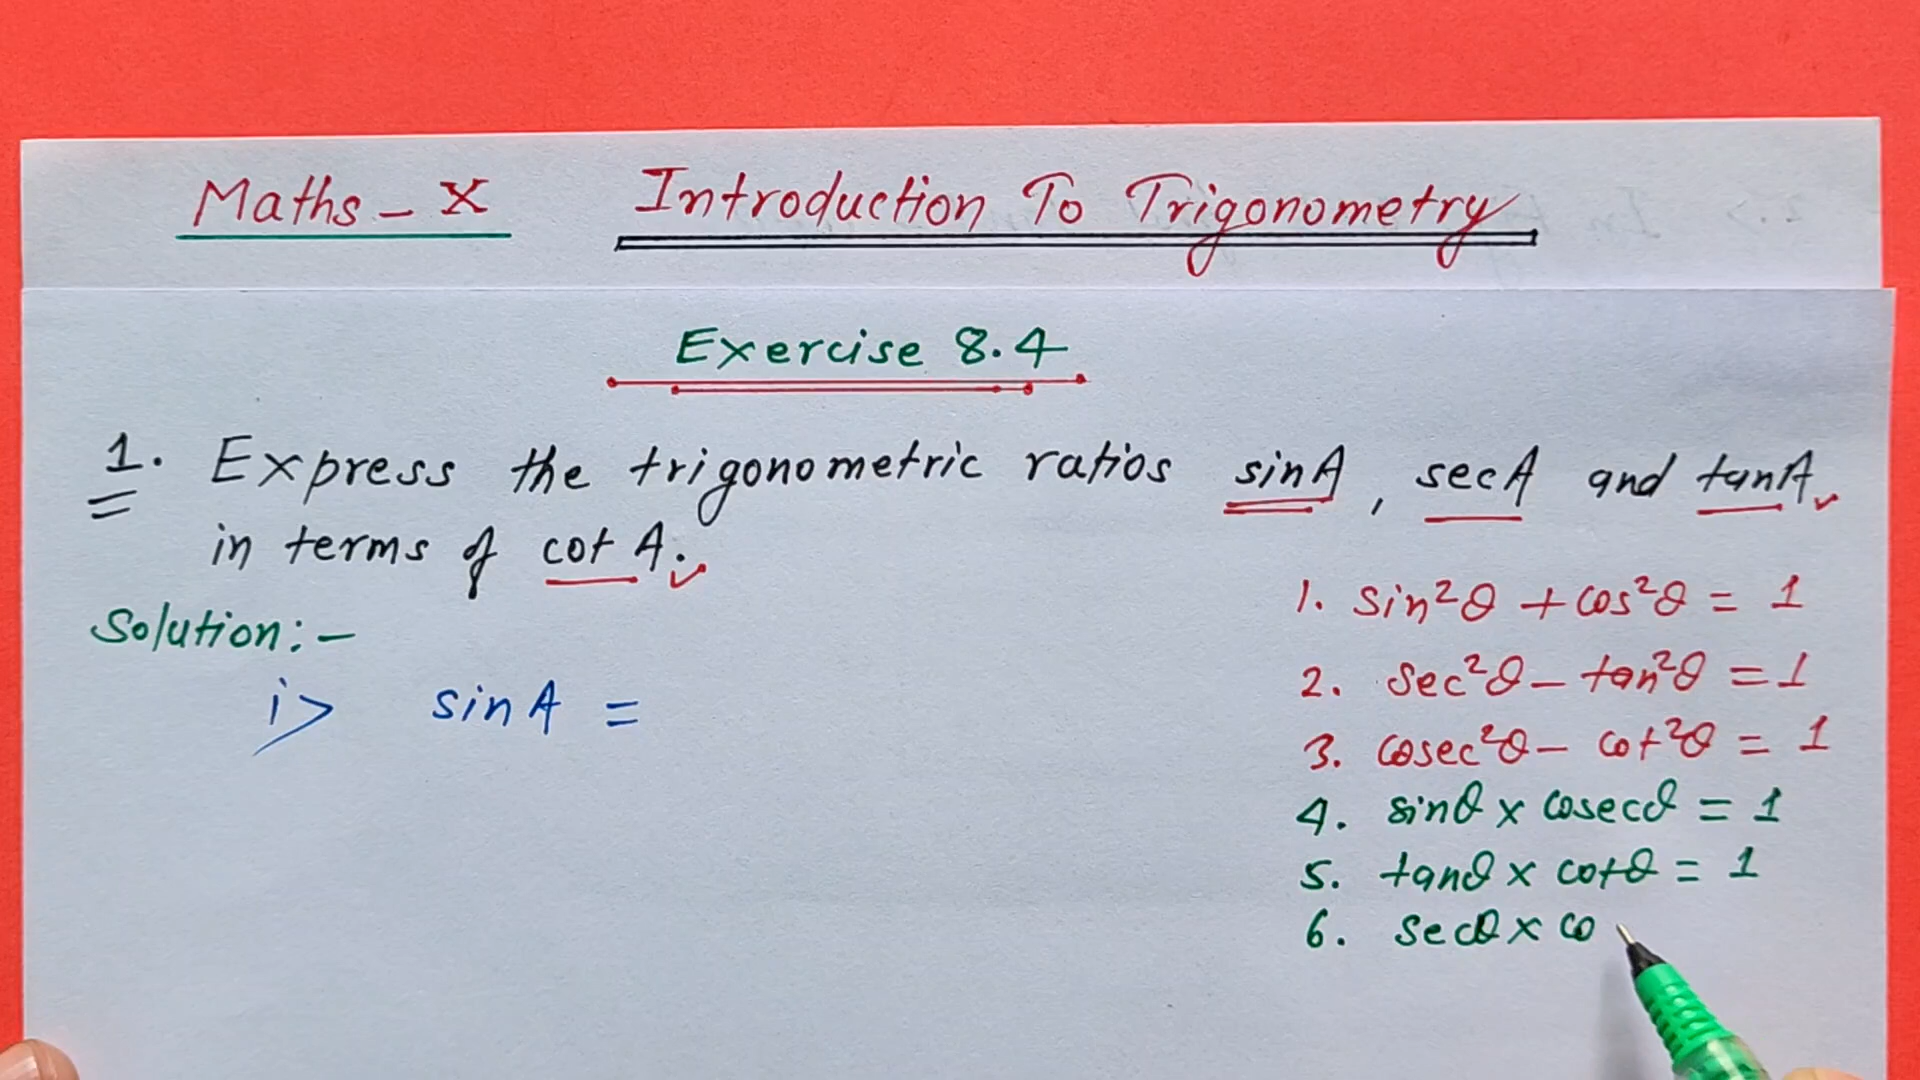 Maths - X Introduction To Trigonometry
Exercise 8.4
1. Express the trigonometric ratios sinA, secA and tanA
in terms of cot A.
Solution:-
i> sinA =
1. sin²θ + cos²θ = 1
2. sec²θ - tan²θ = 1
3. cosec²θ - cot²θ = 1
4. sinθ x cosecθ = 1
5. tanθ x cotθ = 1
6. secθ x co